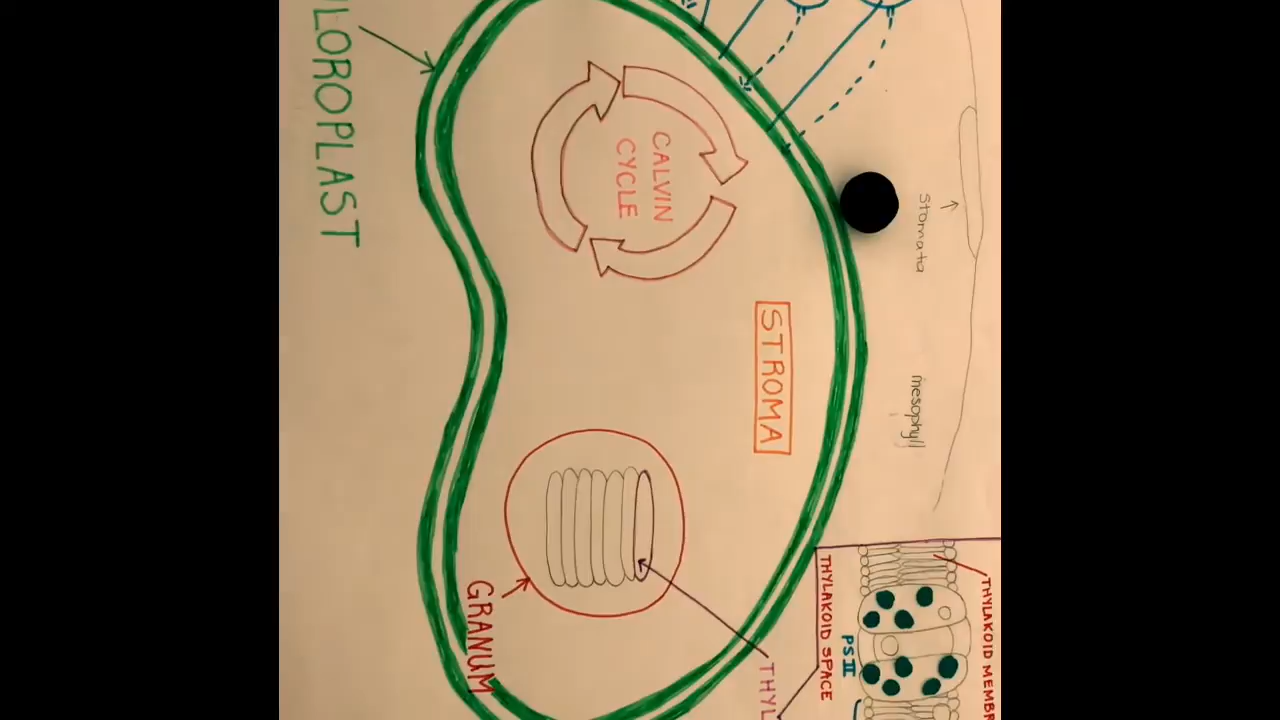 Stomata
mesophyll
THYLAKOID MEMBR
PSII
THYLAKOID SPACE
STROMA
THYL
CALVIN
CYCLE
GRANUM
LOROPLAST